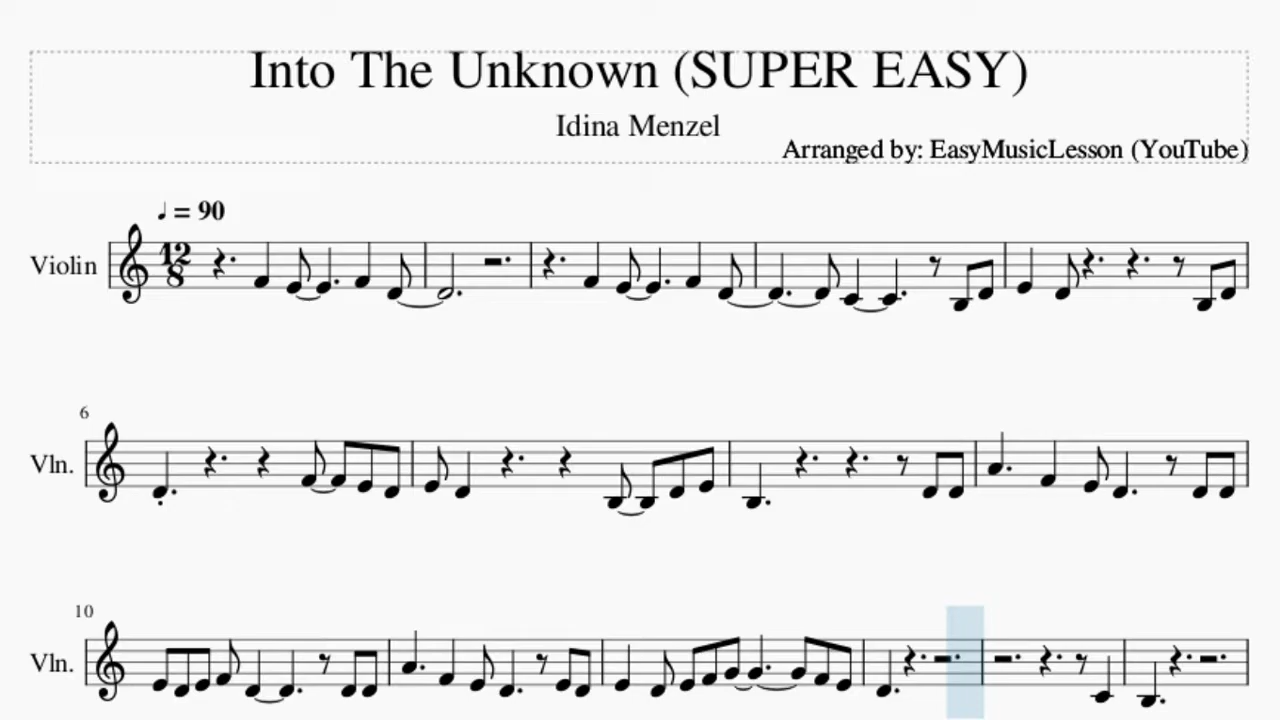 Into The Unknown (SUPER EASY)
Idina Menzel
Arranged by: EasyMusicLesson (YouTube)
♩ = 90
Violin
12
8
6
Vln.
10
Vln.